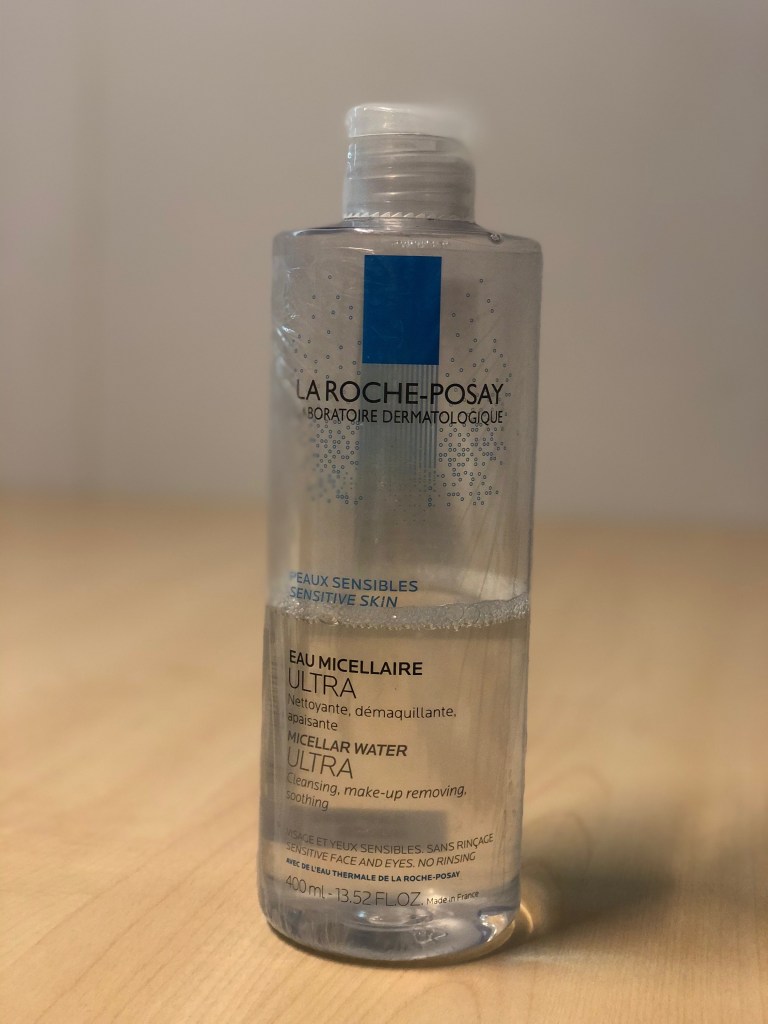 LA ROCHE-POSAY
LABORATOIRE DERMATOLOGIQUE
PEAUX SENSIBLES
SENSITIVE SKIN
EAU MICELLAIRE
ULTRA
Nettoyante, démaquillante,
apaisante
MICELLAR WATER
ULTRA
Cleansing, make-up removing,
soothing
VISAGE ET YEUX SENSIBLES. SANS RINÇAGE
SENSITIVE FACE AND EYES. NO RINSING
AVEC DE L'EAU THERMALE DE LA ROCHE-POSAY
400 ml - 13.52 FL.OZ. Made in France